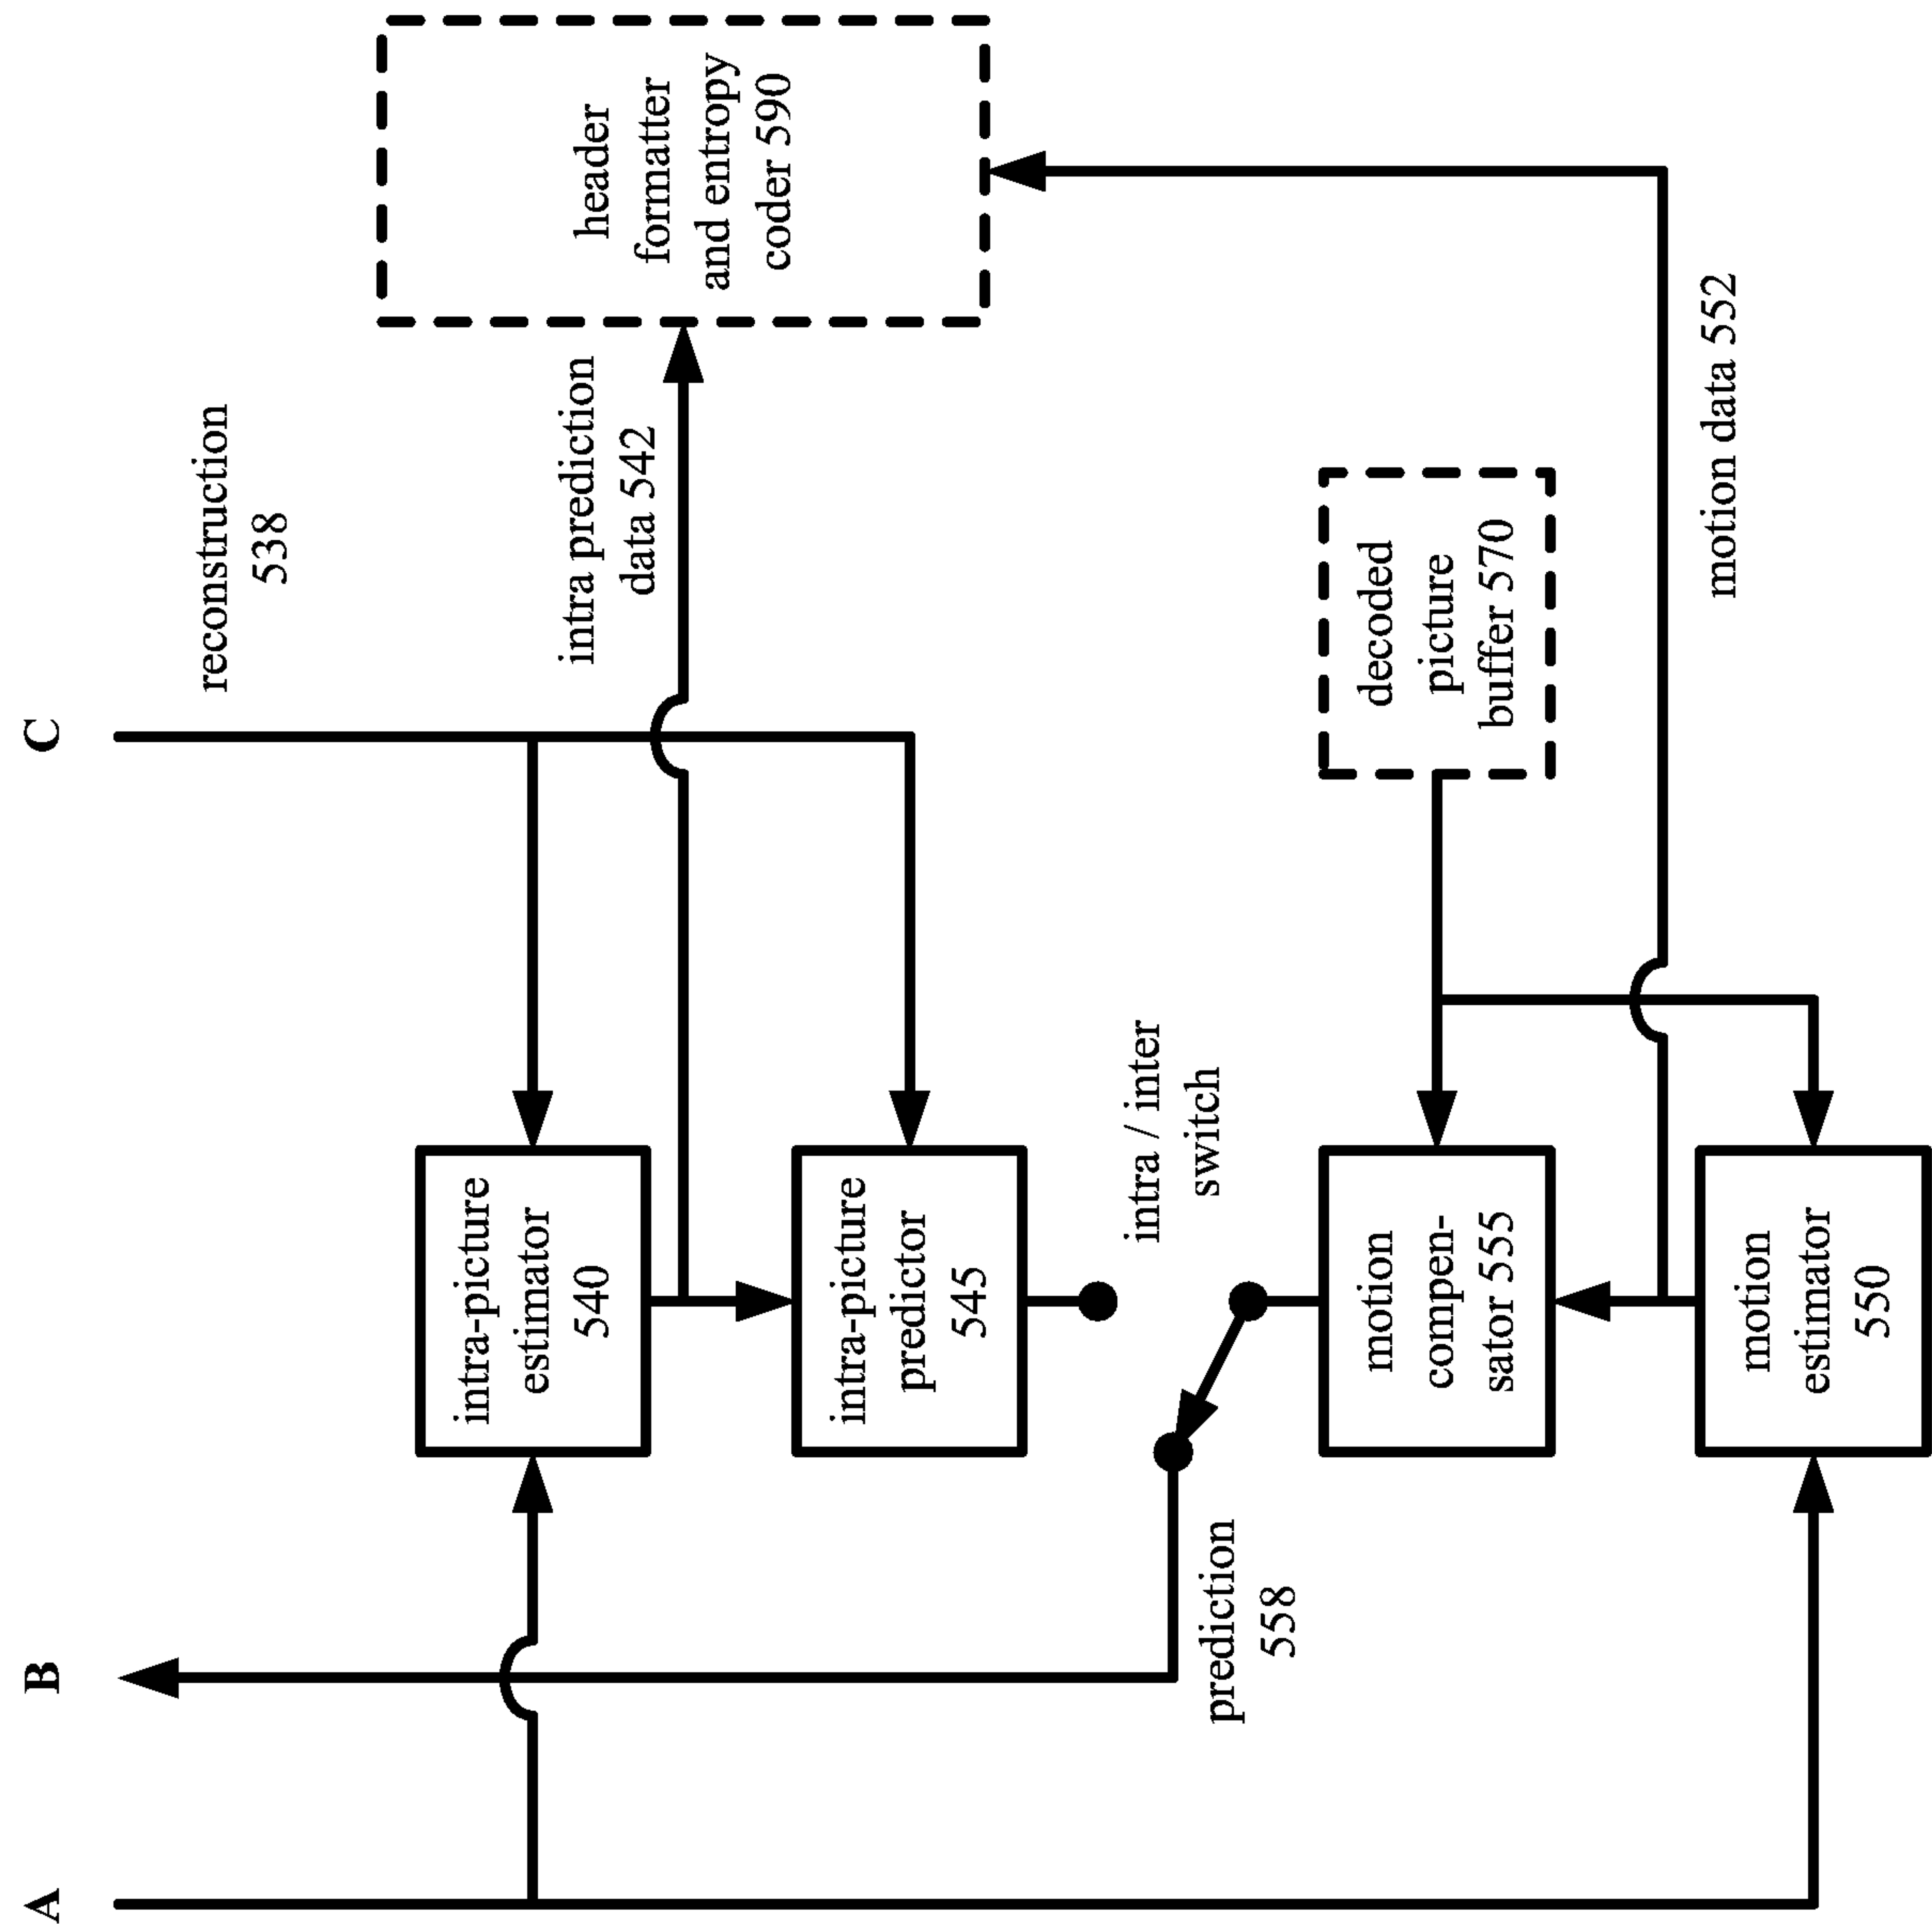 A
B
C
reconstruction
538
header
formatter
and entropy
coder 590
intra prediction
data 542
intra-picture
estimator
540
intra-picture
predictor
545
intra / inter
switch
prediction
558
decoded
picture
buffer 570
motion
compen-
sator 555
motion data 552
motion
estimator
550